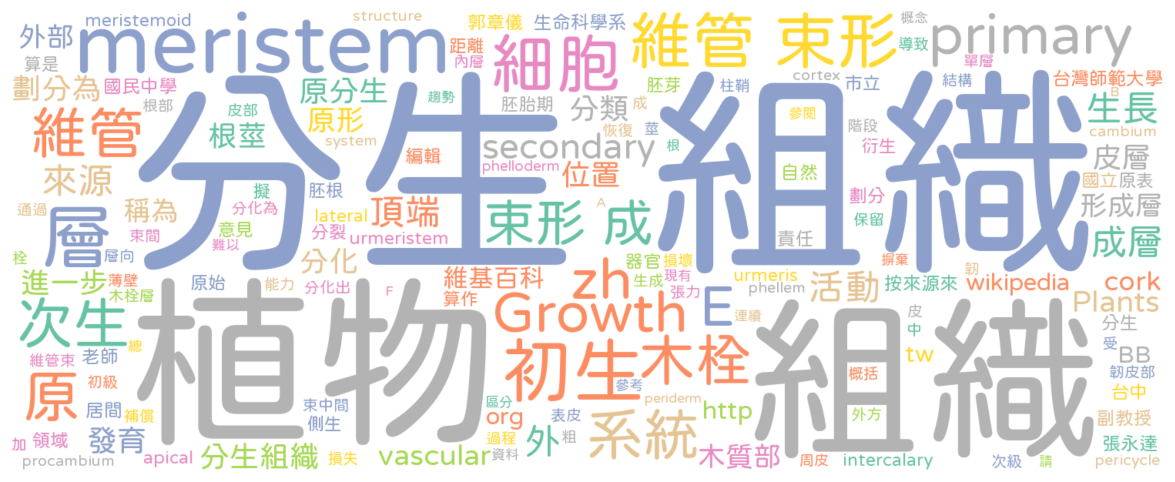 meristemoid
structure
郭章儀
生命科學系
概念
外部
meristem
距離
細胞
維管
束形
導致
primary
算是
內層
單層
劃分為
國民中學
原分生
趨勢
胚芽
cortex
市立
結構
台灣師範大學
根部
皮部
胚胎期
分類
成
柱鞘
參閱
B
生長
維管
分生
組織
根莖
原形
system
恢復
莖
階段
cambium
編輯
secondary
根
衍生
皮層
來源
胚根
phelloderm
位置
自然
國立
原表
擬
劃分
形成層
通過
層
稱為
分化為
意見
lateral
頂端
束形
成
A
保留
束間
難以
分裂
urmeristem
責任
成層
栓
層向
分化
器官
損壞
摒棄
韌
進一步
薄壁
原始
能力
維基百科
生成
現有
zh
urmeris
活動
按來源來
wikipedia
cork
木栓層
分化出
F
算作
張力
phellem
Plants
次生
植物
Growth
E
連續
組織
皮
分生
總
中
受
維管束
老師
初生
木栓
tw
BB
原
初級
參考
概括
韌皮部
居間
補償
束中間
區分
periderm
台中
側生
org
表皮
系統
http
外方
副教授
加
領域
發育
過程
外
粗
張永達
procambium
apical
分生組織
損失
vascular
資料
木質部
周皮
intercalary
次級
請
pericycle